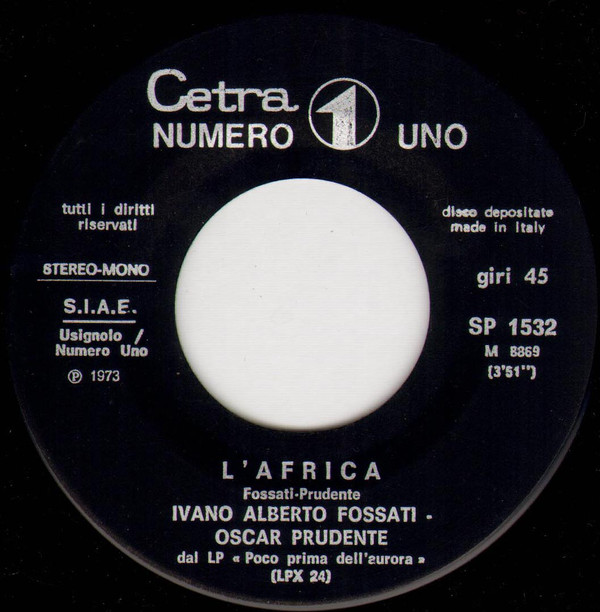 Cetra
NUMERO 1 UNO
tutti i diritti
riservati
disco depositato
made in Italy
STEREO-MONO
giri 45
S.I.A.E.
Usignolo /
Numero Uno
℗ 1973
SP 1532
M 8869
(3'51")
L'AFRICA
Fossati-Prudente
IVANO ALBERTO FOSSATI -
OSCAR PRUDENTE
dal LP « Poco prima dell'aurora »
(LPX 24)